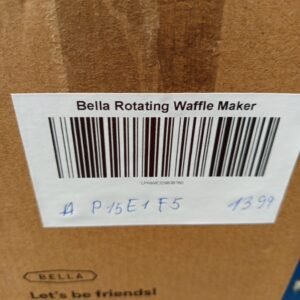 Bella Rotating Waffle Maker
A P15E1F5 13.99
BELLA
Let's be friends!